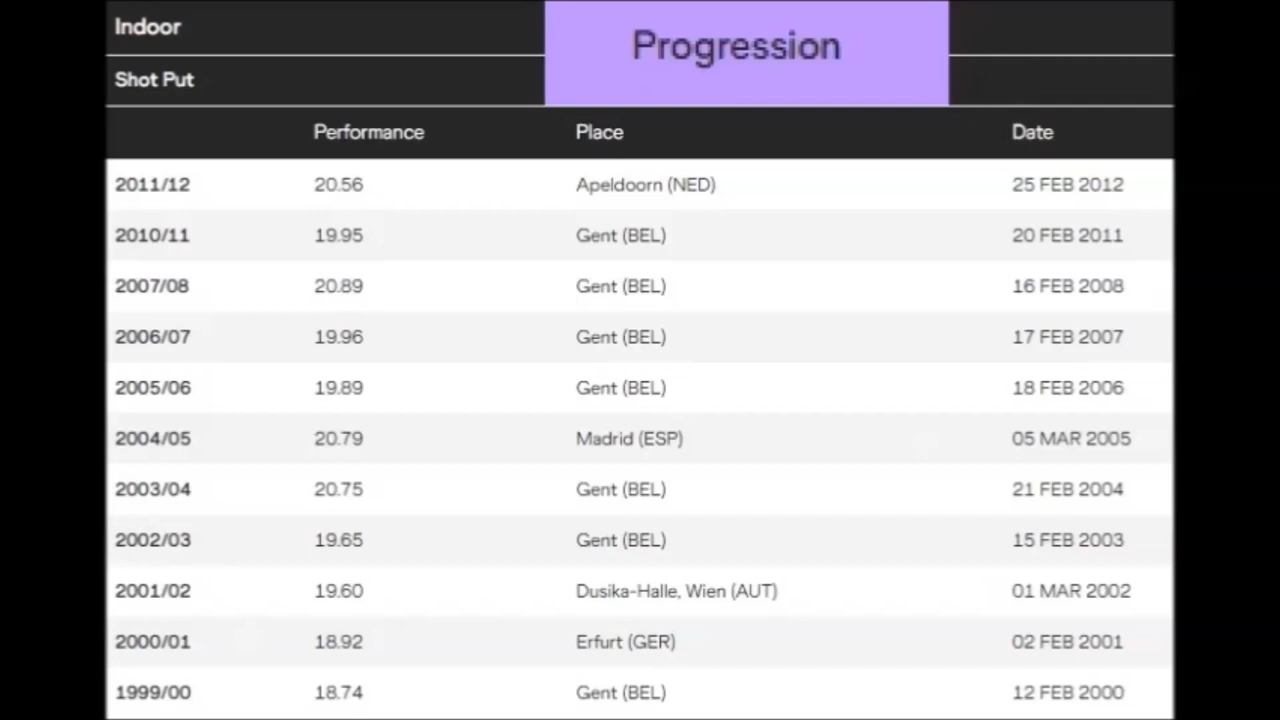 Indoor
Progression
Shot Put
Performance Place Date
2011/12 20.56 Apeldoorn (NED) 25 FEB 2012
2010/11 19.95 Gent (BEL) 20 FEB 2011
2007/08 20.89 Gent (BEL) 16 FEB 2008
2006/07 19.96 Gent (BEL) 17 FEB 2007
2005/06 19.89 Gent (BEL) 18 FEB 2006
2004/05 20.79 Madrid (ESP) 05 MAR 2005
2003/04 20.75 Gent (BEL) 21 FEB 2004
2002/03 19.65 Gent (BEL) 15 FEB 2003
2001/02 19.60 Dusika-Halle, Wien (AUT) 01 MAR 2002
2000/01 18.92 Erfurt (GER) 02 FEB 2001
1999/00 18.74 Gent (BEL) 12 FEB 2000